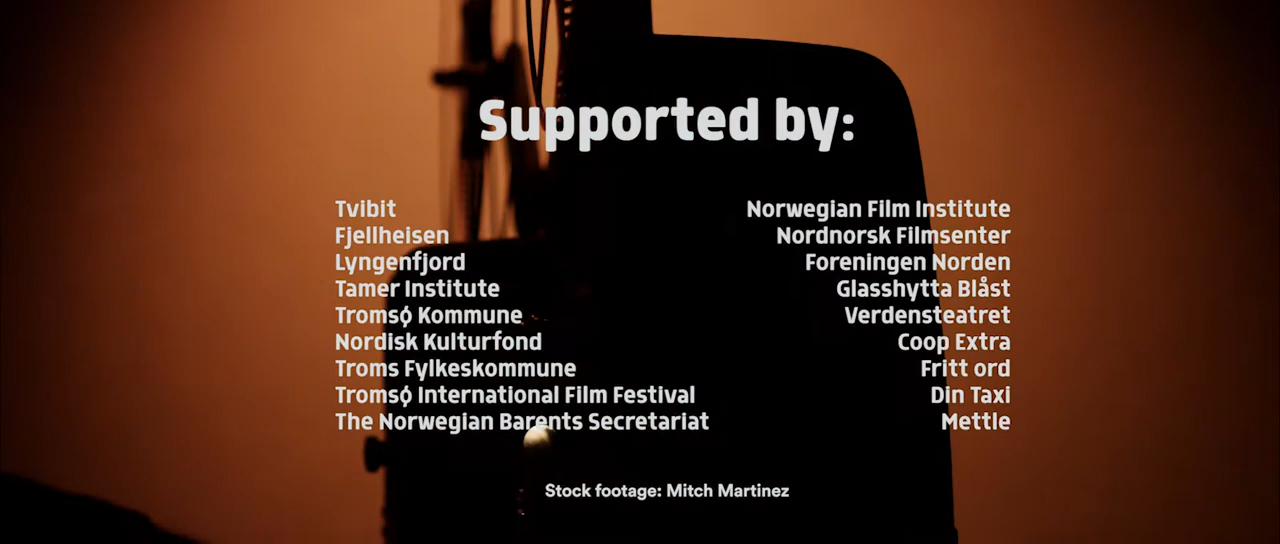 Supported by:
Tvibit
Fjellheisen
Lyngenfjord
Tamer Institute
Tromsø Kommune
Nordisk Kulturfond
Troms Fylkeskommune
Tromsø International Film Festival
The Norwegian Barents Secretariat
Norwegian Film Institute
Nordnorsk Filmsenter
Foreningen Norden
Glasshytta Blåst
Verdensteatret
Coop Extra
Fritt ord
Din Taxi
Mettle
Stock footage: Mitch Martinez